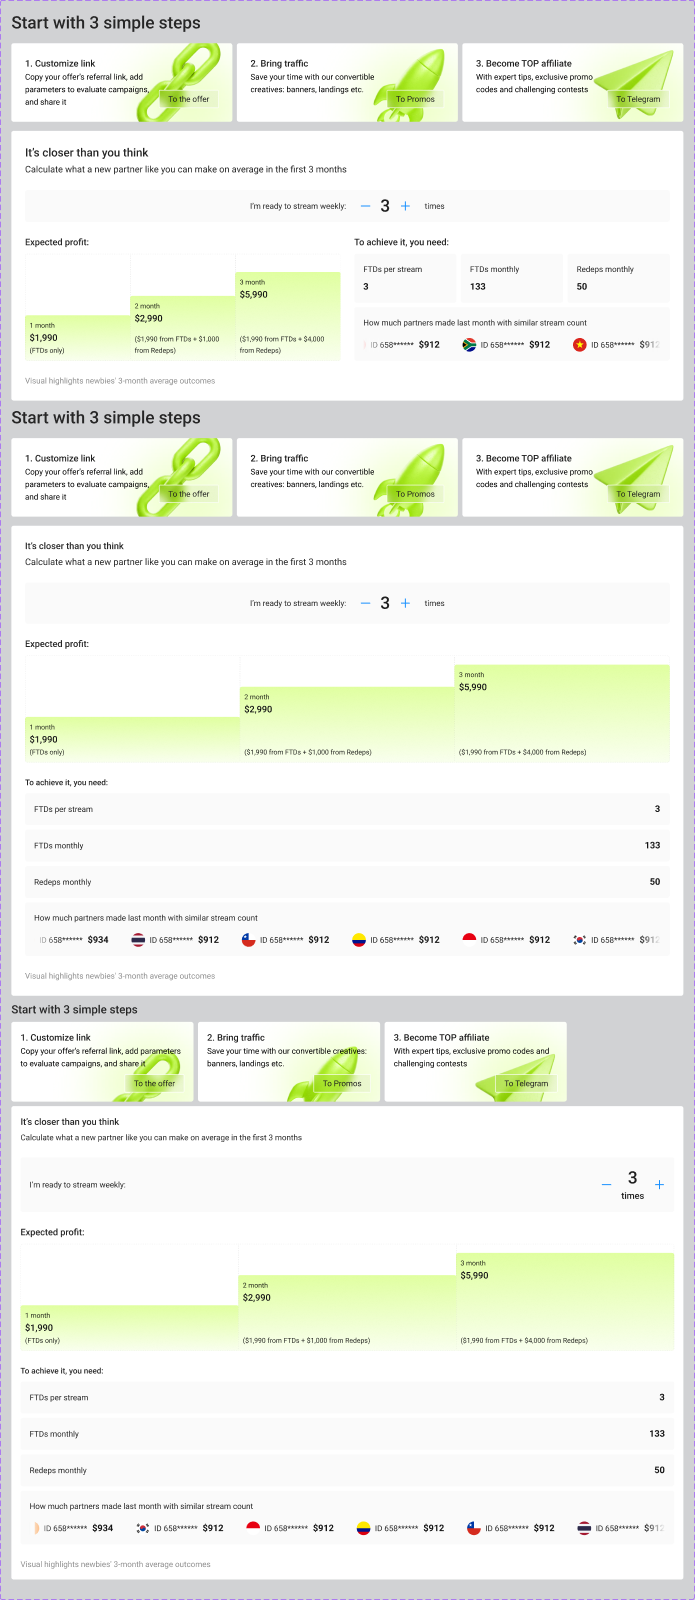 Start with 3 simple steps
1. Customize link
Copy your offer's referral link, add
parameters to evaluate campaigns,
and share it
To the offer
2. Bring traffic
Save your time with our convertible
creatives: banners, landings etc.
To Promos
3. Become TOP affiliate
With expert tips, exclusive promo
codes and challenging contests
To Telegram
It's closer than you think
Calculate what a new partner like you can make on average in the first 3 months
I'm ready to stream weekly: − 3 + times
Expected profit:
1 month
$1,990
(FTDs only)
2 month
$2,990
($1,990 from FTDs + $1,000
from Redeps)
3 month
$5,990
($1,990 from FTDs + $4,000
from Redeps)
To achieve it, you need:
FTDs per stream
3
FTDs monthly
133
Redeps monthly
50
How much partners made last month with similar stream count
ID 658****** $912 ID 658****** $912 ID 658****** $912
Visual highlights newbies' 3-month average outcomes
Start with 3 simple steps
1. Customize link
Copy your offer's referral link, add
parameters to evaluate campaigns,
and share it
To the offer
2. Bring traffic
Save your time with our convertible
creatives: banners, landings etc.
To Promos
3. Become TOP affiliate
With expert tips, exclusive promo
codes and challenging contests
To Telegram
It's closer than you think
Calculate what a new partner like you can make on average in the first 3 months
I'm ready to stream weekly: − 3 + times
Expected profit:
1 month
$1,990
(FTDs only)
2 month
$2,990
($1,990 from FTDs + $1,000 from Redeps)
3 month
$5,990
($1,990 from FTDs + $4,000 from Redeps)
To achieve it, you need:
FTDs per stream 3
FTDs monthly 133
Redeps monthly 50
How much partners made last month with similar stream count
ID 658****** $934 ID 658****** $912 ID 658****** $912 ID 658****** $912 ID 658****** $912 ID 658****** $912
Visual highlights newbies' 3-month average outcomes
Start with 3 simple steps
1. Customize link
Copy your offer's referral link, add parameters
to evaluate campaigns, and share it
To the offer
2. Bring traffic
Save your time with our convertible creatives:
banners, landings etc.
To Promos
3. Become TOP affiliate
With expert tips, exclusive promo codes and
challenging contests
To Telegram
It's closer than you think
Calculate what a new partner like you can make on average in the first 3 months
I'm ready to stream weekly: − 3 +
times
Expected profit:
1 month
$1,990
(FTDs only)
2 month
$2,990
($1,990 from FTDs + $1,000 from Redeps)
3 month
$5,990
($1,990 from FTDs + $4,000 from Redeps)
To achieve it, you need:
FTDs per stream 3
FTDs monthly 133
Redeps monthly 50
How much partners made last month with similar stream count
ID 658****** $934 ID 658****** $912 ID 658****** $912 ID 658****** $912 ID 658****** $912 ID 658****** $912
Visual highlights newbies' 3-month average outcomes